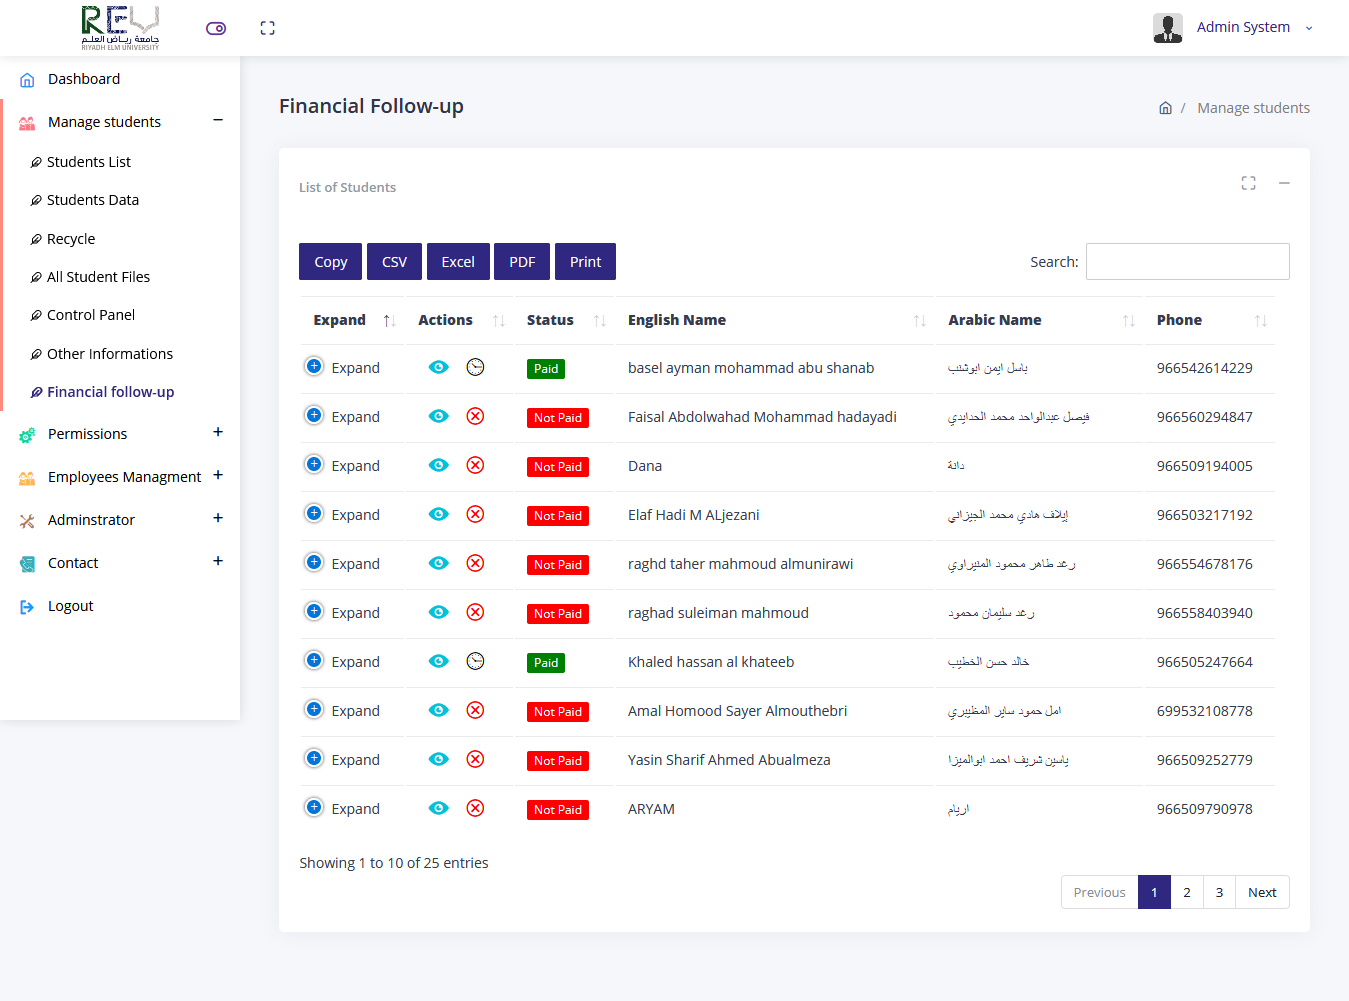 REU
جامعة رياض العلم
RIYADH ELM UNIVERSITY
Admin System
Dashboard
Manage students
Students List
Students Data
Recycle
All Student Files
Control Panel
Other Informations
Financial follow-up
Permissions
Employees Managment
Adminstrator
Contact
Logout
Financial Follow-up
/ Manage students
List of Students
Copy CSV Excel PDF Print
Search:
Expand Actions Status English Name Arabic Name Phone
Expand Paid basel ayman mohammad abu shanab باسل ايمن ابوشنب 966542614229
Expand Not Paid Faisal Abdolwahad Mohammad hadayadi فيصل عبدالواحد محمد الحدايدي 966560294847
Expand Not Paid Dana دانة 966509194005
Expand Not Paid Elaf Hadi M ALjezani إيلاف هادي محمد الجيزاني 966503217192
Expand Not Paid raghd taher mahmoud almunirawi رغد طاهر محمود المنيراوي 966554678176
Expand Not Paid raghad suleiman mahmoud رغد سليمان محمود 966558403940
Expand Paid Khaled hassan al khateeb خالد حسن الخطيب 966505247664
Expand Not Paid Amal Homood Sayer Almouthebri امل حمود ساير المظيبري 699532108778
Expand Not Paid Yasin Sharif Ahmed Abualmeza ياسين شريف احمد ابوالميزا 966509252779
Expand Not Paid ARYAM اريام 966509790978
Showing 1 to 10 of 25 entries
Previous 1 2 3 Next